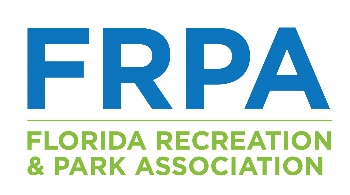 FRPA
FLORIDA RECREATION
& PARK ASSOCIATION